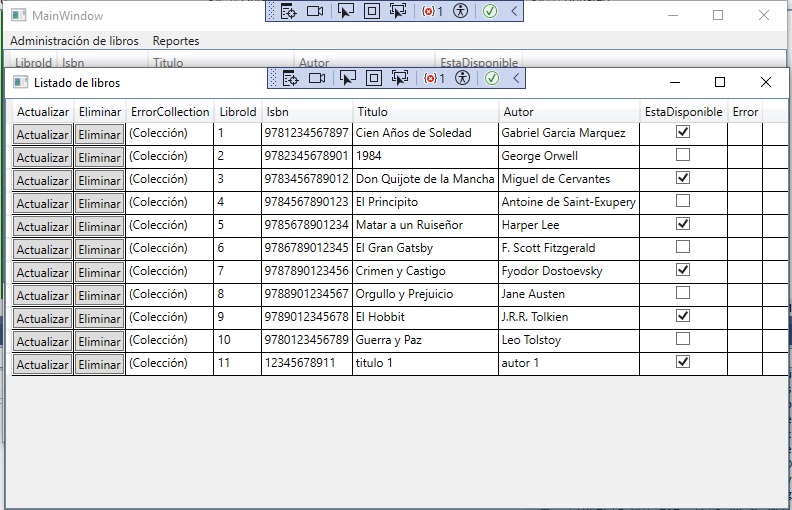 MainWindow
1
Administración de libros Reportes
LibroId Isbn Titulo Autor EstaDisponible
Listado de libros
1
Actualizar Eliminar ErrorCollection LibroId Isbn Titulo Autor EstaDisponible Error
Actualizar Eliminar (Colección) 1 9781234567897 Cien Años de Soledad Gabriel Garcia Marquez
Actualizar Eliminar (Colección) 2 9782345678901 1984 George Orwell
Actualizar Eliminar (Colección) 3 9783456789012 Don Quijote de la Mancha Miguel de Cervantes
Actualizar Eliminar (Colección) 4 9784567890123 El Principito Antoine de Saint-Exupery
Actualizar Eliminar (Colección) 5 9785678901234 Matar a un Ruiseñor Harper Lee
Actualizar Eliminar (Colección) 6 9786789012345 El Gran Gatsby F. Scott Fitzgerald
Actualizar Eliminar (Colección) 7 9787890123456 Crimen y Castigo Fyodor Dostoevsky
Actualizar Eliminar (Colección) 8 9788901234567 Orgullo y Prejuicio Jane Austen
Actualizar Eliminar (Colección) 9 9789012345678 El Hobbit J.R.R. Tolkien
Actualizar Eliminar (Colección) 10 9780123456789 Guerra y Paz Leo Tolstoy
Actualizar Eliminar (Colección) 11 12345678911 titulo 1 autor 1